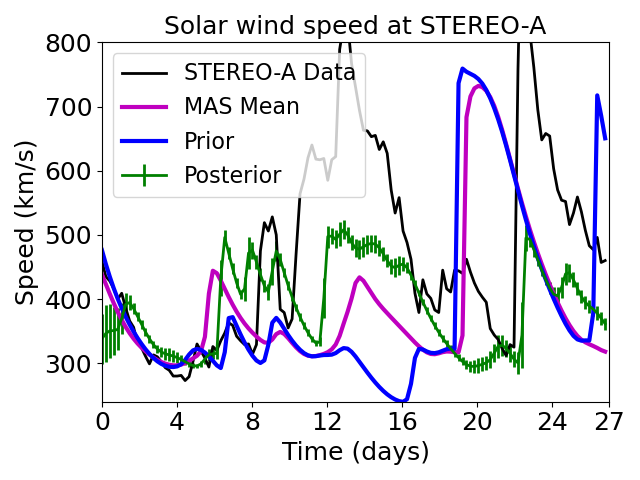 Solar wind speed at STEREO-A
800
700
600
500
400
300
Speed (km/s)
STEREO-A Data
MAS Mean
Prior
Posterior
0 4 8 12 16 20 24 27
Time (days)